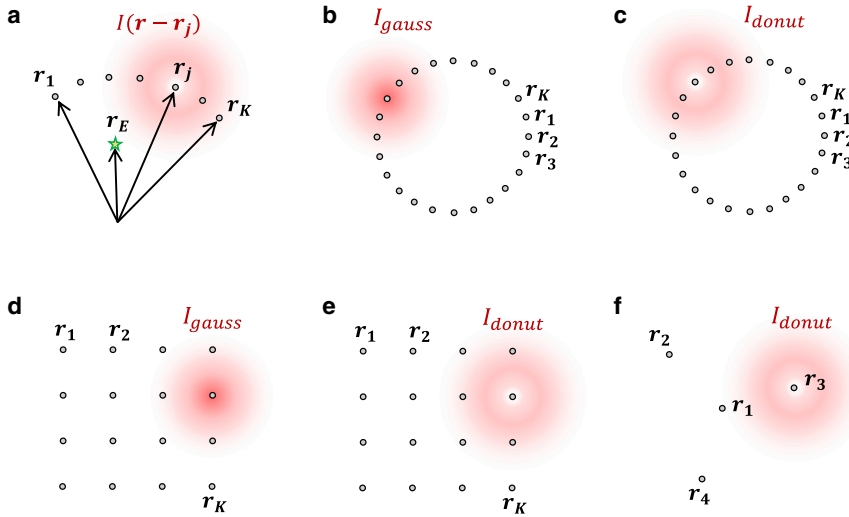 a
I(r − r_j)
r_1
r_j
r_K
r_E
b
I_gauss
r_K
r_1
r_2
r_3
c
I_donut
r_K
r_1
r_2
r_3
d
I_gauss
r_1 r_2
r_K
e
I_donut
r_1 r_2
r_K
f
I_donut
r_2
r_3
r_1
r_4